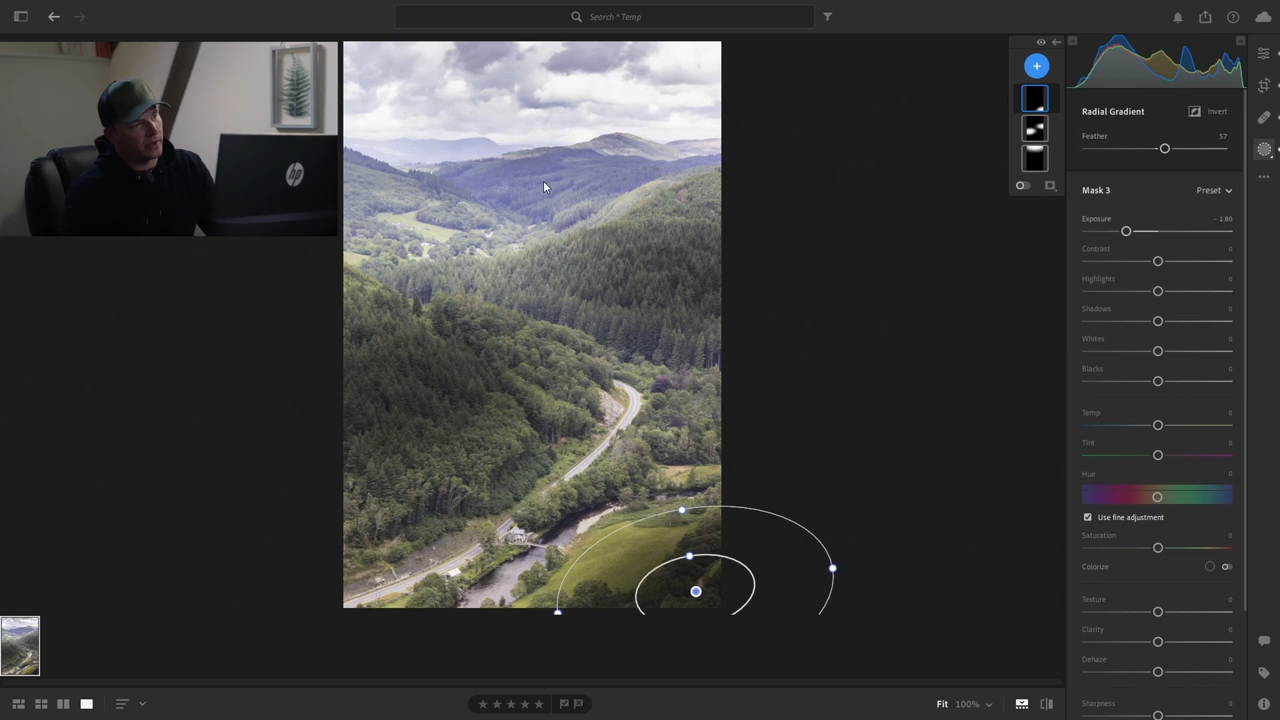 Search * Temp
hp
Radial Gradient Invert
Feather 57
Mask 3 Preset
Exposure - 1.80
Contrast 0
Highlights 0
Shadows 0
Whites 0
Blacks 0
Temp 0
Tint 0
Hue 0
Use fine adjustment
Saturation 0
Colorize
Texture 0
Clarity 0
Dehaze 0
Sharpness 0
Fit 100%